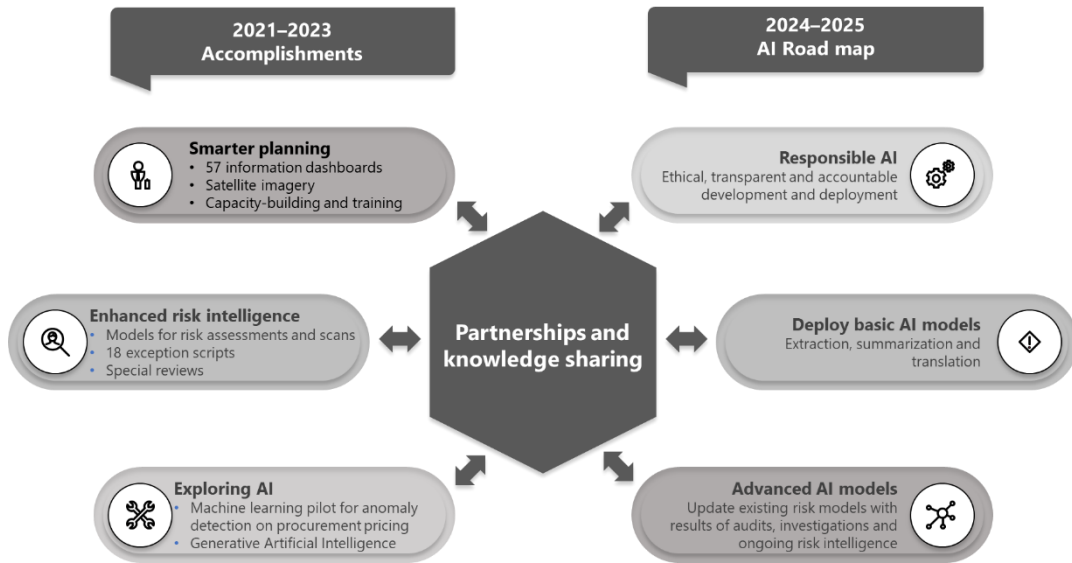 2021–2023
Accomplishments
Smarter planning
• 57 information dashboards
• Satellite imagery
• Capacity-building and training
Enhanced risk intelligence
• Models for risk assessments and scans
• 18 exception scripts
• Special reviews
Exploring AI
• Machine learning pilot for anomaly
detection on procurement pricing
• Generative Artificial Intelligence
Partnerships and
knowledge sharing
2024–2025
AI Road map
Responsible AI
Ethical, transparent and accountable
development and deployment
Deploy basic AI models
Extraction, summarization and
translation
Advanced AI models
Update existing risk models with
results of audits, investigations and
ongoing risk intelligence